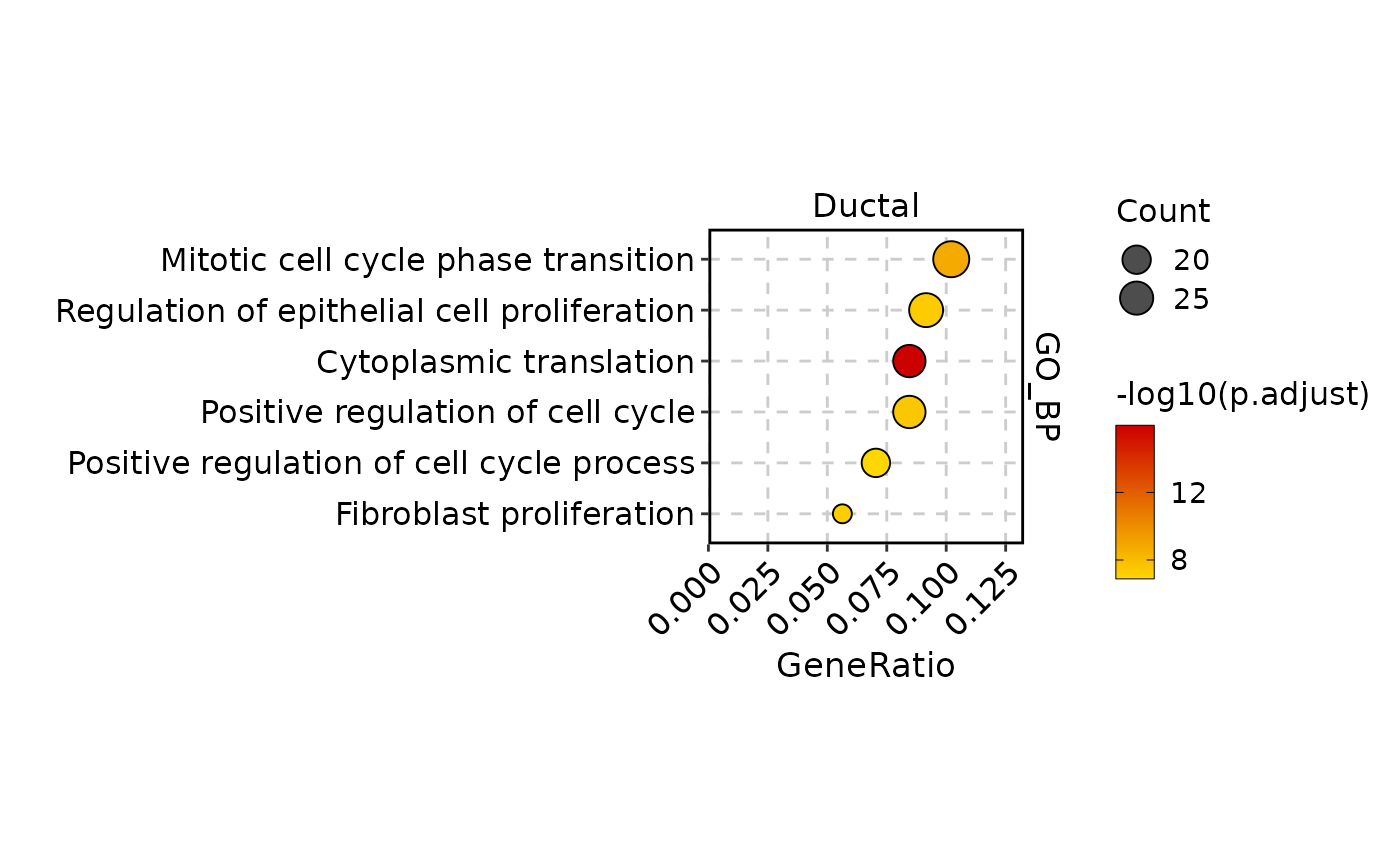 Ductal
Mitotic cell cycle phase transition
Regulation of epithelial cell proliferation
Cytoplasmic translation
Positive regulation of cell cycle
Positive regulation of cell cycle process
Fibroblast proliferation
GO_BP
0.000
0.025
0.050
0.075
0.100
0.125
GeneRatio
Count
20
25
-log10(p.adjust)
12
8